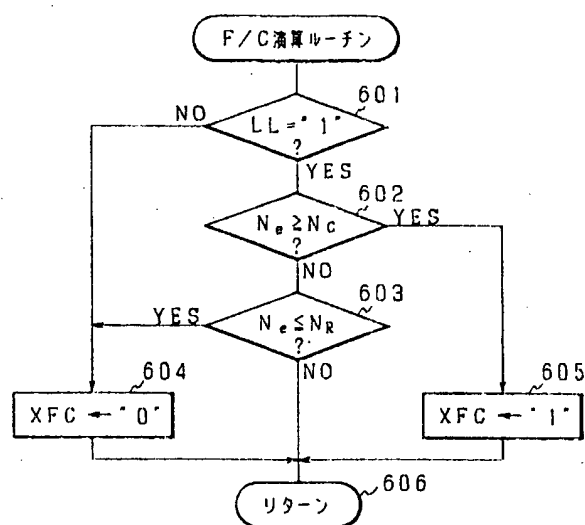 F/C演算ルーチン
601
NO
LL="1"
?
YES
602
Ne≧NC
YES
?
NO
603
YES
Ne≦NR
?
NO
604
605
XFC←"0"
XFC←"1"
リターン
606